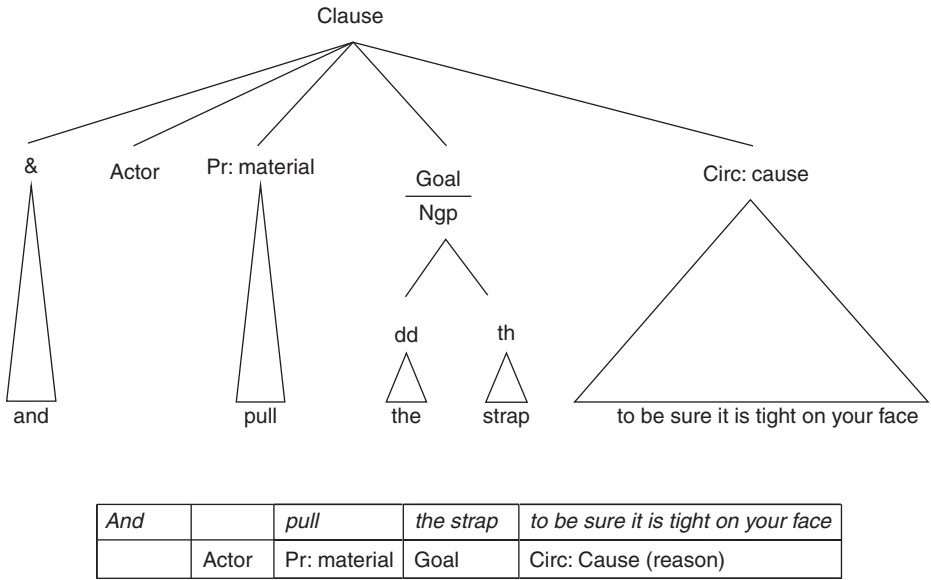 Clause
& Actor Pr: material Goal Circ: cause
Ngp
dd th
and pull the strap to be sure it is tight on your face
And pull the strap to be sure it is tight on your face
Actor Pr: material Goal Circ: Cause (reason)